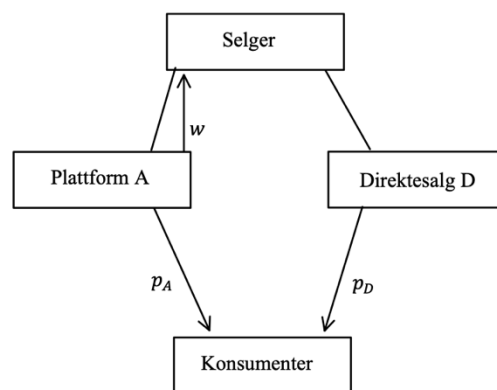 Selger
w
Plattform A
Direktesalg D
p_A
p_D
Konsumenter